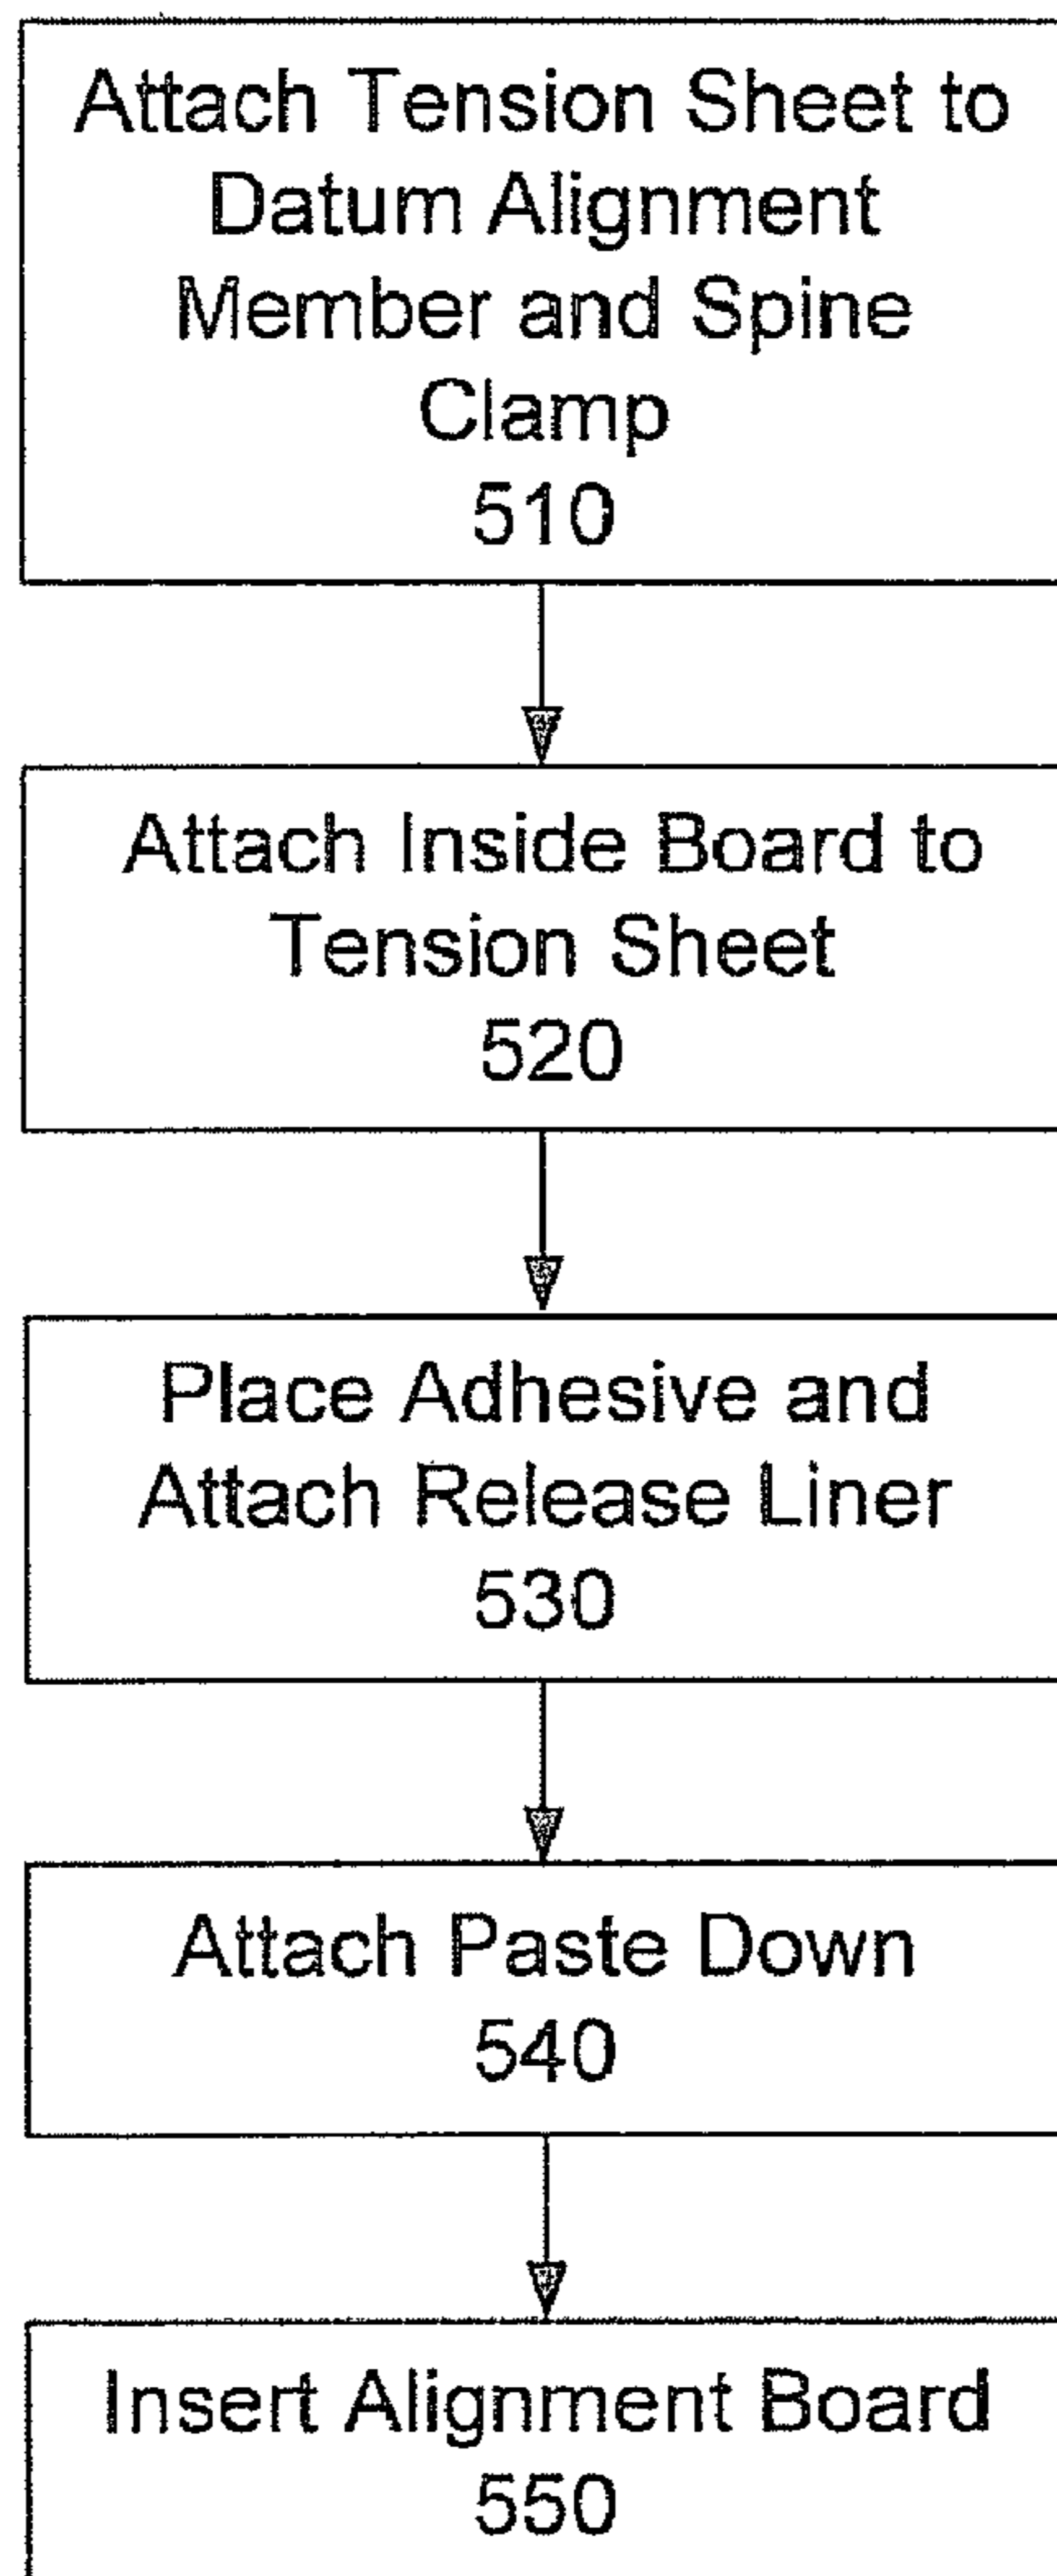 Attach Tension Sheet to
Datum Alignment
Member and Spine
Clamp
510
Attach Inside Board to
Tension Sheet
520
Place Adhesive and
Attach Release Liner
530
Attach Paste Down
540
Insert Alignment Board
550